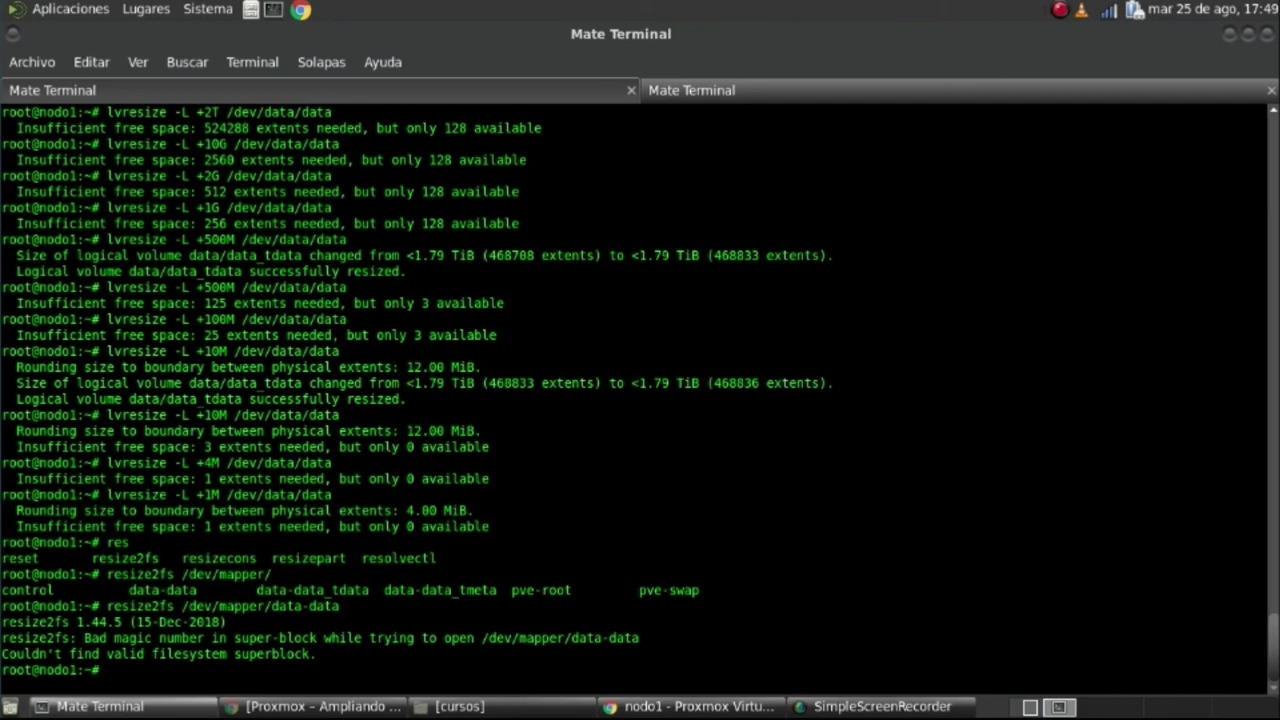 Aplicaciones Lugares Sistema mar 25 de ago, 17:49
Mate Terminal
Archivo Editar Ver Buscar Terminal Solapas Ayuda
Mate Terminal Mate Terminal
root@nodo1:~# lvresize -L +2T /dev/data/data
Insufficient free space: 524288 extents needed, but only 128 available
root@nodo1:~# lvresize -L +10G /dev/data/data
Insufficient free space: 2560 extents needed, but only 128 available
root@nodo1:~# lvresize -L +2G /dev/data/data
Insufficient free space: 512 extents needed, but only 128 available
root@nodo1:~# lvresize -L +1G /dev/data/data
Insufficient free space: 256 extents needed, but only 128 available
root@nodo1:~# lvresize -L +500M /dev/data/data
Size of logical volume data/data_tdata changed from <1.79 TiB (468708 extents) to <1.79 TiB (468833 extents).
Logical volume data/data_tdata successfully resized.
root@nodo1:~# lvresize -L +500M /dev/data/data
Insufficient free space: 125 extents needed, but only 3 available
root@nodo1:~# lvresize -L +100M /dev/data/data
Insufficient free space: 25 extents needed, but only 3 available
root@nodo1:~# lvresize -L +10M /dev/data/data
Rounding size to boundary between physical extents: 12.00 MiB.
Size of logical volume data/data_tdata changed from <1.79 TiB (468833 extents) to <1.79 TiB (468836 extents).
Logical volume data/data_tdata successfully resized.
root@nodo1:~# lvresize -L +10M /dev/data/data
Rounding size to boundary between physical extents: 12.00 MiB.
Insufficient free space: 3 extents needed, but only 0 available
root@nodo1:~# lvresize -L +4M /dev/data/data
Insufficient free space: 1 extents needed, but only 0 available
root@nodo1:~# lvresize -L +1M /dev/data/data
Rounding size to boundary between physical extents: 4.00 MiB.
Insufficient free space: 1 extents needed, but only 0 available
root@nodo1:~# res
reset resize2fs resizecons resizepart resolvectl
root@nodo1:~# resize2fs /dev/mapper/
control data-data data-data_tdata data-data_tmeta pve-root pve-swap
root@nodo1:~# resize2fs /dev/mapper/data-data
resize2fs 1.44.5 (15-Dec-2018)
resize2fs: Bad magic number in super-block while trying to open /dev/mapper/data-data
Couldn't find valid filesystem superblock.
root@nodo1:~#
Mate Terminal [Proxmox – Ampliando ... [cursos] nodo1 - Proxmox Virtu... SimpleScreenRecorder